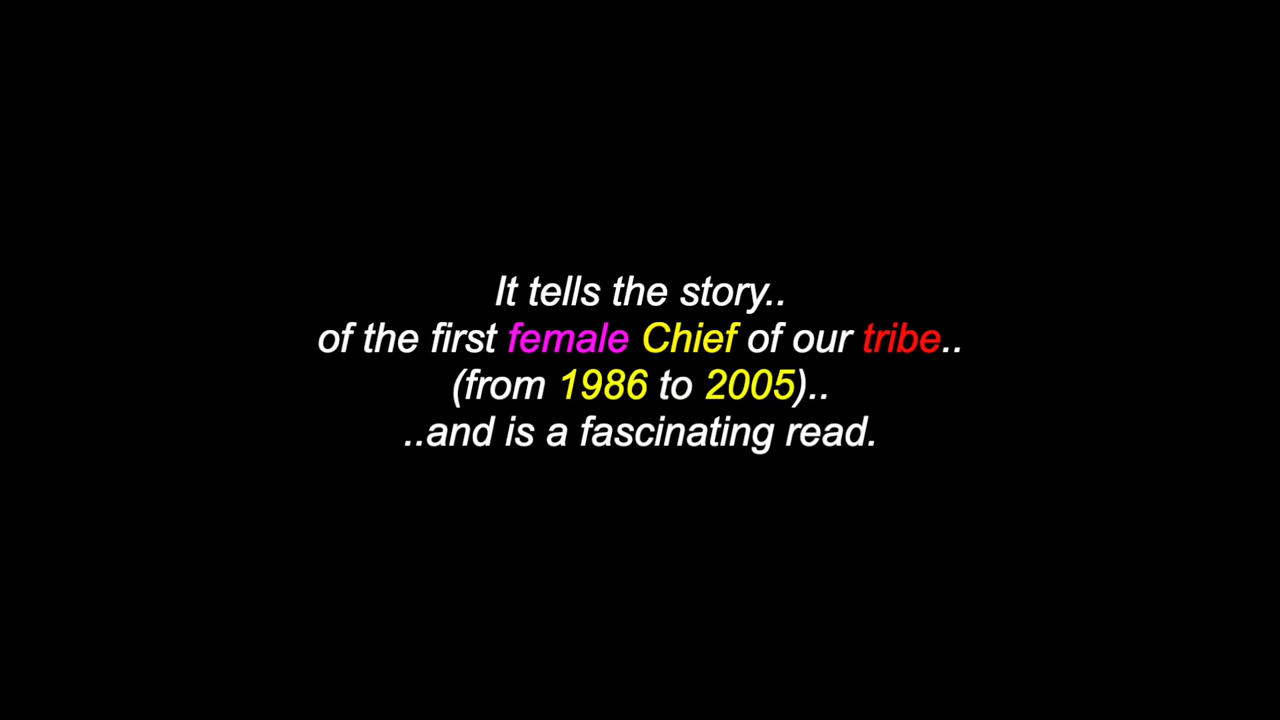 It tells the story..
of the first female Chief of our tribe..
(from 1986 to 2005)..
..and is a fascinating read.